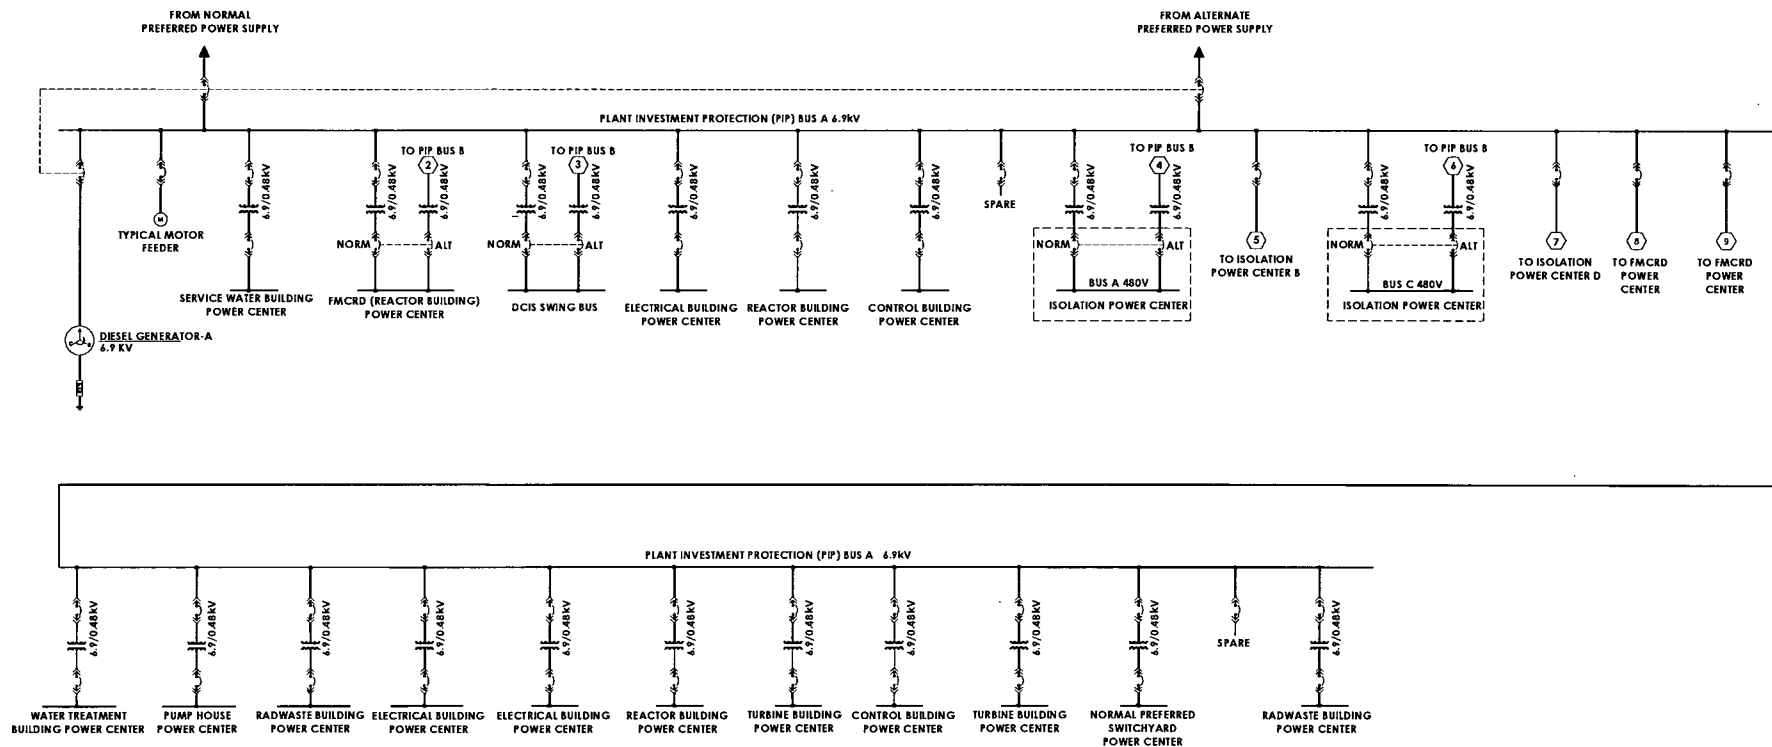 FROM NORMAL
PREFERRED POWER SUPPLY
FROM ALTERNATE
PREFERRED POWER SUPPLY
PLANT INVESTMENT PROTECTION (PIP) BUS A 6.9kV
TO PIP BUS B
2
TO PIP BUS B
3
TO PIP BUS B
4
TO PIP BUS B
6
6.9/0.48kV
6.9/0.48kV
6.9/0.48kV
6.9/0.48kV
6.9/0.48kV
6.9/0.48kV
6.9/0.48kV
6.9/0.48kV
6.9/0.48kV
6.9/0.48kV
6.9/0.48kV
6.9/0.48kV
SPARE
M
TYPICAL MOTOR
FEEDER
NORM
ALT
NORM
ALT
NORM
ALT
NORM
ALT
5
TO ISOLATION
POWER CENTER B
7
TO ISOLATION
POWER CENTER D
8
TO FMCRD
POWER
CENTER
9
TO FMCRD
POWER
CENTER
SERVICE WATER BUILDING
POWER CENTER
FMCRD (REACTOR BUILDING)
POWER CENTER
DCIS SWING BUS
ELECTRICAL BUILDING
POWER CENTER
REACTOR BUILDING
POWER CENTER
CONTROL BUILDING
POWER CENTER
BUS A 480V
ISOLATION POWER CENTER
BUS C 480V
ISOLATION POWER CENTER
DIESEL GENERATOR-A
6.9 KV
PLANT INVESTMENT PROTECTION (PIP) BUS A 6.9kV
6.9/0.48kV
6.9/0.48kV
6.9/0.48kV
6.9/0.48kV
6.9/0.48kV
6.9/0.48kV
6.9/0.48kV
6.9/0.48kV
6.9/0.48kV
6.9/0.48kV
SPARE
6.9/0.48kV
WATER TREATMENT
BUILDING POWER CENTER
PUMP HOUSE
POWER CENTER
RADWASTE BUILDING
POWER CENTER
ELECTRICAL BUILDING
POWER CENTER
ELECTRICAL BUILDING
POWER CENTER
REACTOR BUILDING
POWER CENTER
TURBINE BUILDING
POWER CENTER
CONTROL BUILDING
POWER CENTER
TURBINE BUILDING
POWER CENTER
NORMAL PREFERRED
SWITCHYARD
POWER CENTER
RADWASTE BUILDING
POWER CENTER